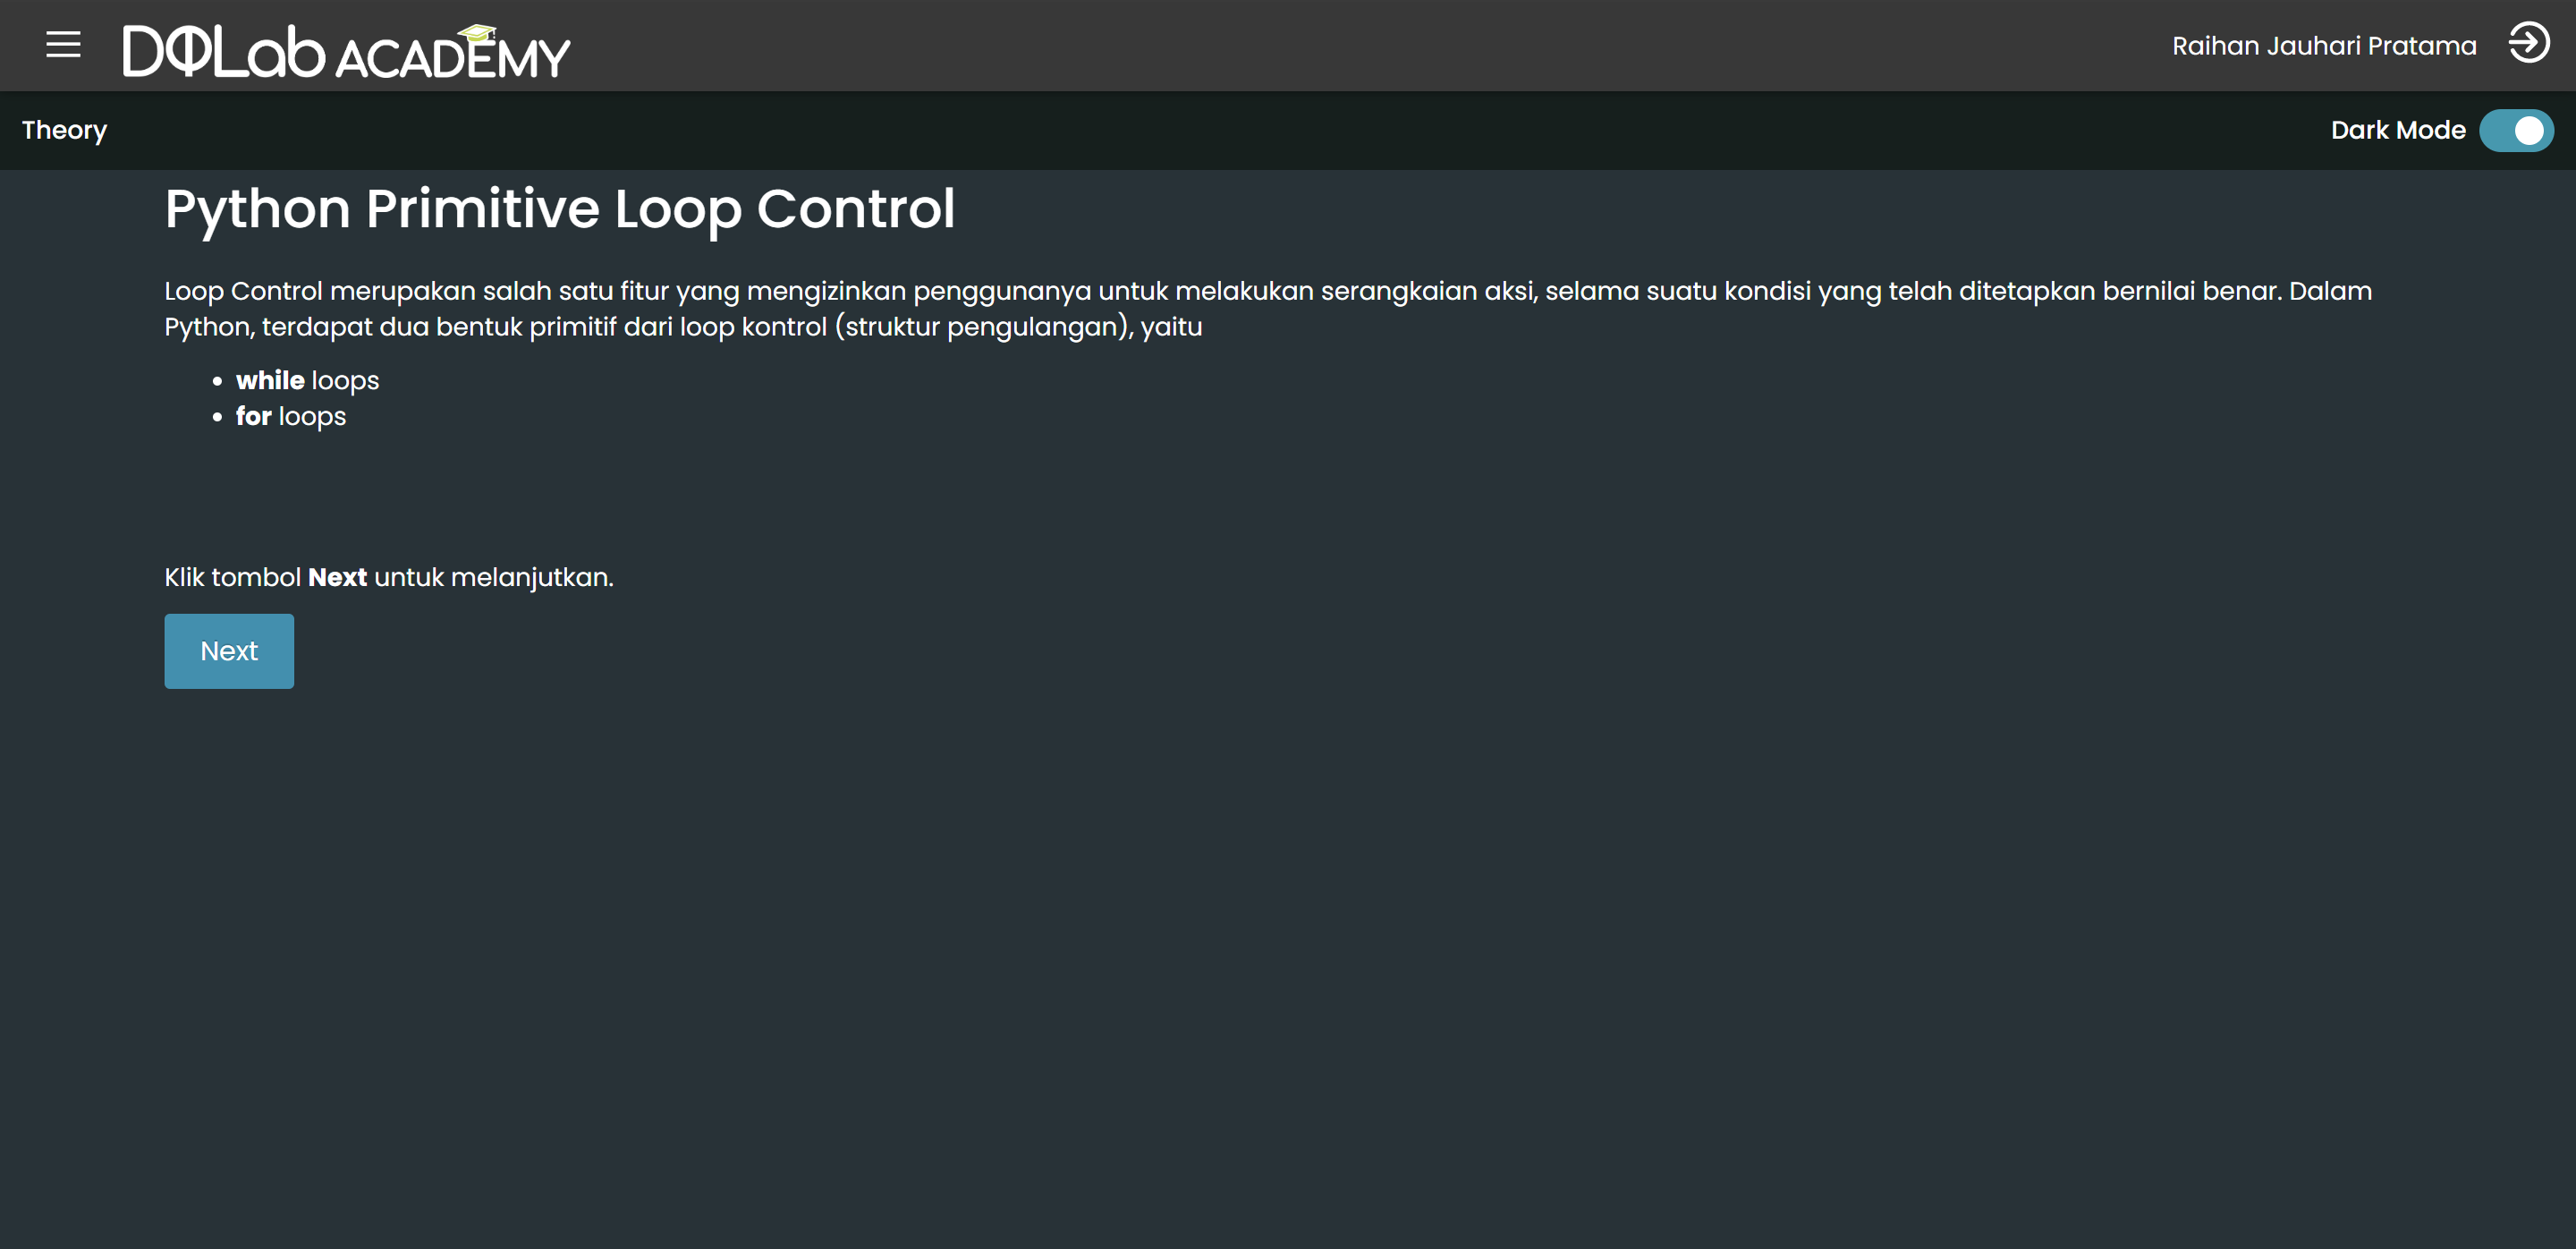 DQLab ACADEMY
Raihan Jauhari Pratama
Theory
Dark Mode
Python Primitive Loop Control
Loop Control merupakan salah satu fitur yang mengizinkan penggunanya untuk melakukan serangkaian aksi, selama suatu kondisi yang telah ditetapkan bernilai benar. Dalam
Python, terdapat dua bentuk primitif dari loop kontrol (struktur pengulangan), yaitu
• while loops
• for loops
Klik tombol Next untuk melanjutkan.
Next